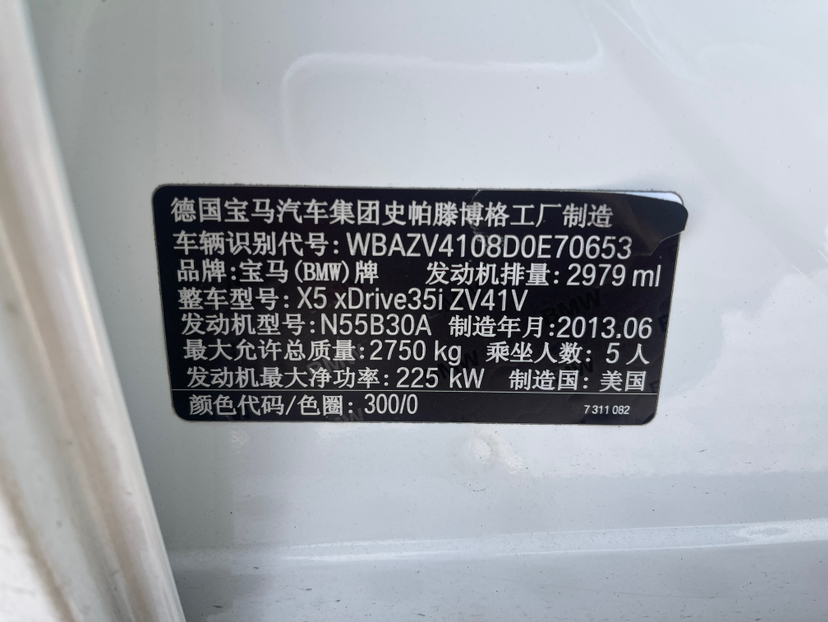 德国宝马汽车集团史帕滕博格工厂制造
车辆识别代号: WBAZV4108D0E70653
品牌: 宝马(BMW)牌 发动机排量: 2979 ml
整车型号: X5 xDrive35i ZV41V
发动机型号: N55B30A 制造年月: 2013.06
最大允许总质量: 2750 kg 乘坐人数: 5 人
发动机最大净功率: 225 kW 制造国: 美国
颜色代码/色圈: 300/0 7 311 082